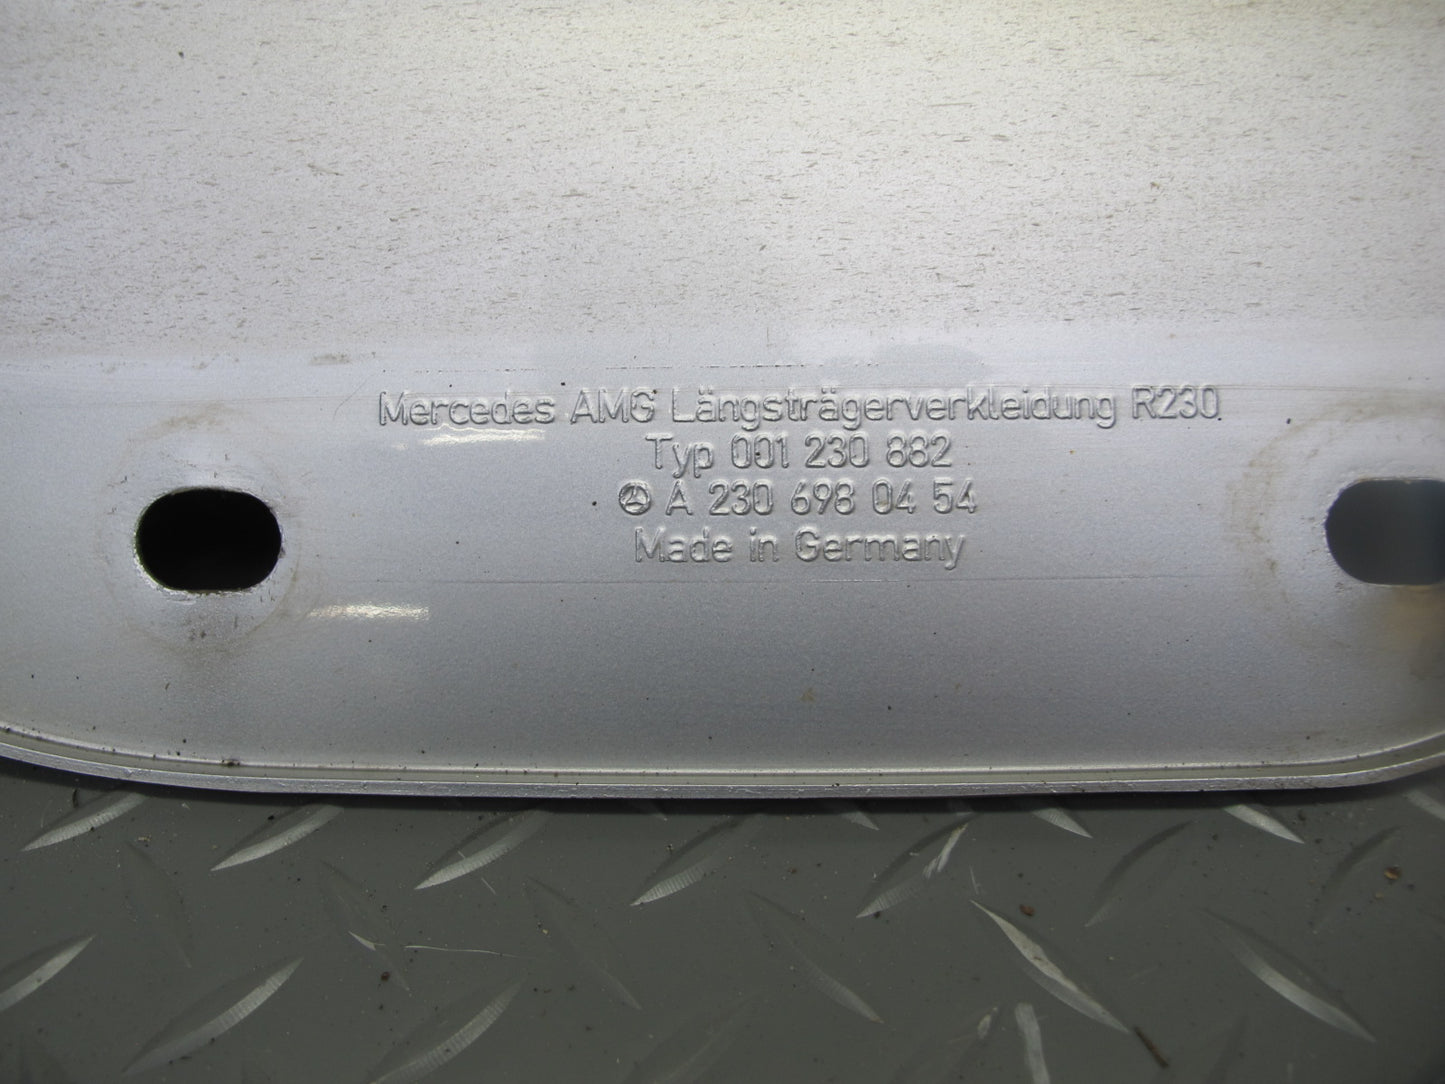 Mercedes AMG Längsträgerverkleidung R230
Typ 001 230 882
A 230 698 04 54
Made in Germany